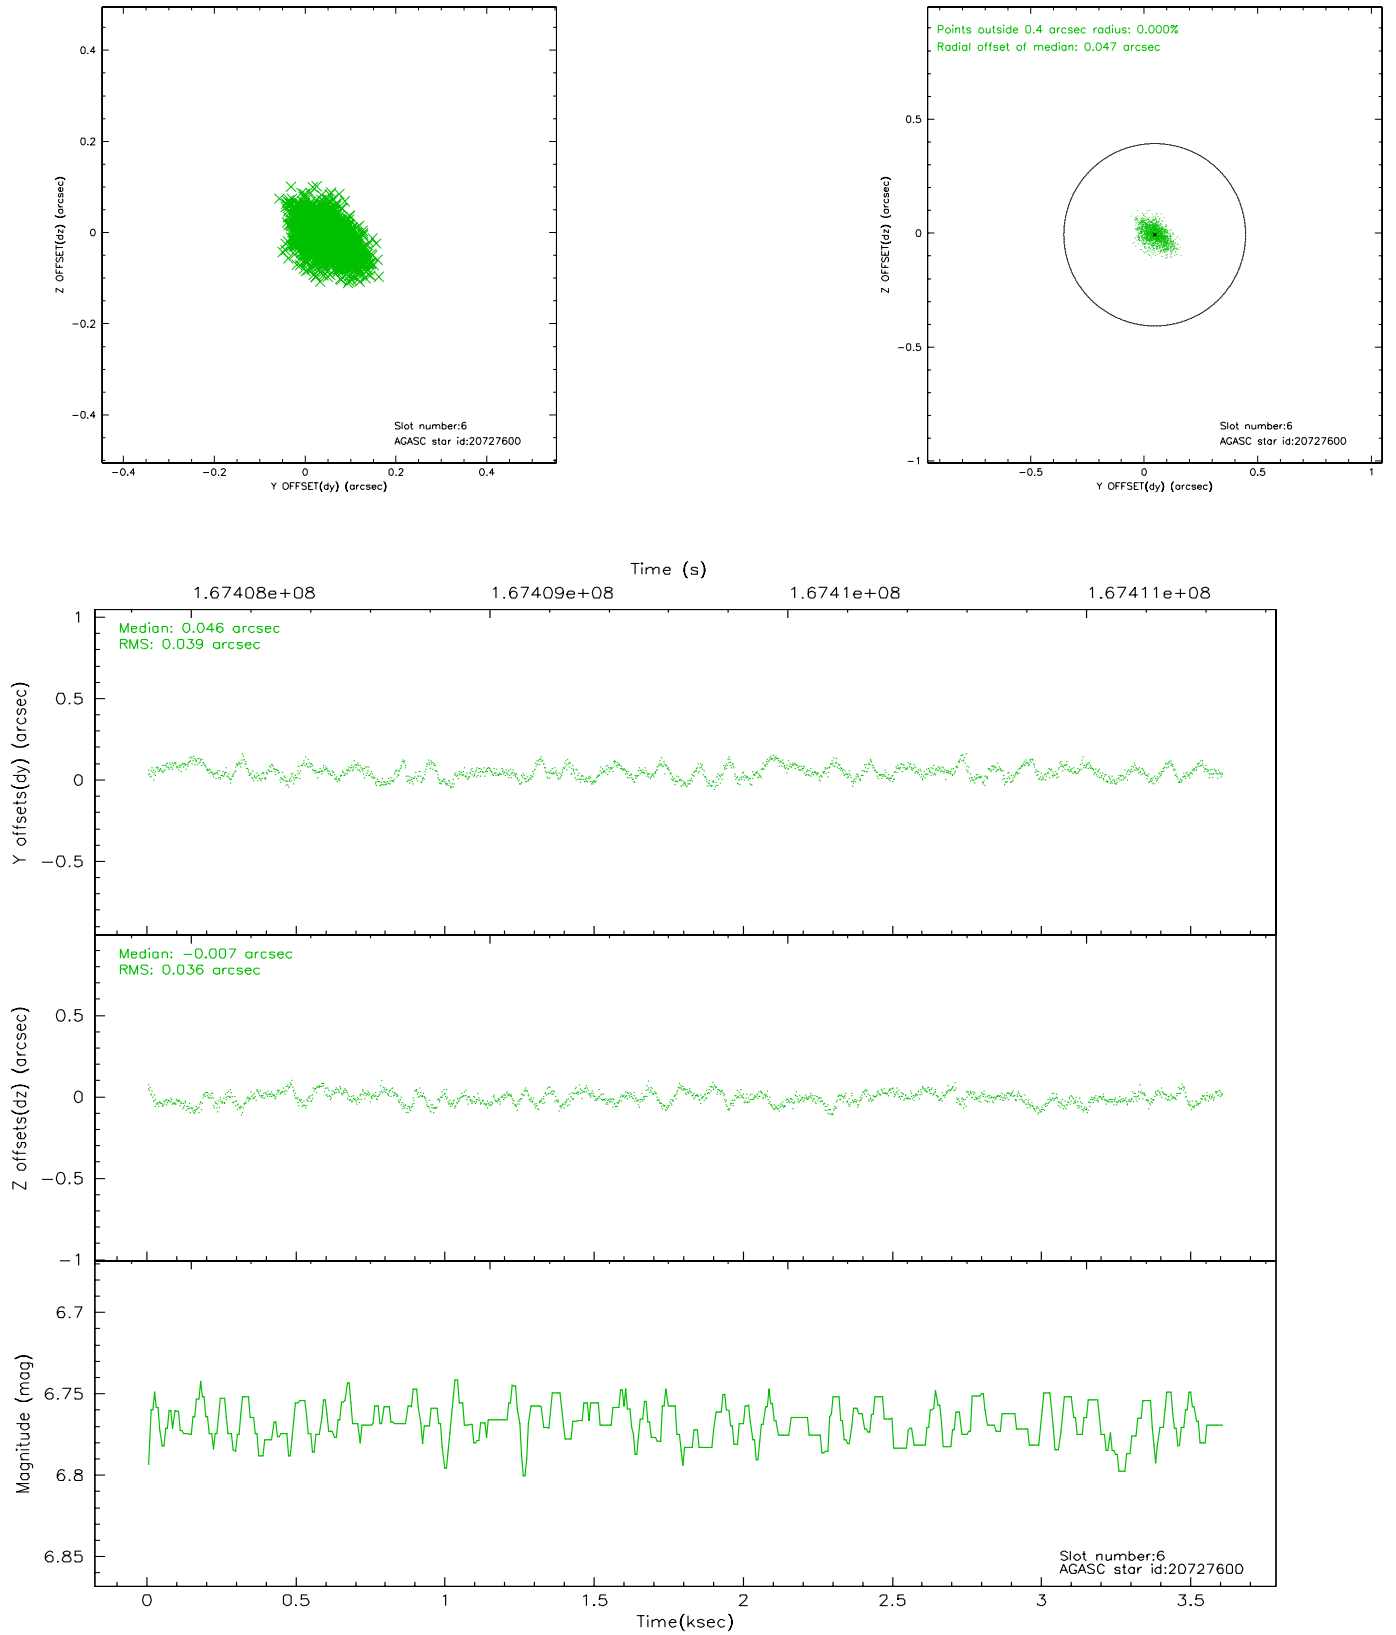 0.4
0.2
0
−0.2
−0.4
Z OFFSET(dz) (arcsec)
Slot number:6
AGASC star id:20727600
−0.4 −0.2 0 0.2 0.4
Y OFFSET(dy) (arcsec)
Points outside 0.4 arcsec radius: 0.000%
Radial offset of median: 0.047 arcsec
0.5
0
−0.5
−1
Z OFFSET(dz) (arcsec)
Slot number:6
AGASC star id:20727600
−0.5 0 0.5 1
Y OFFSET(dy) (arcsec)
Time (s)
1.67408e+08 1.67409e+08 1.6741e+08 1.67411e+08
Median: 0.046 arcsec
RMS: 0.039 arcsec
1
0.5
0
−0.5
Y offsets(dy) (arcsec)
Median: −0.007 arcsec
RMS: 0.036 arcsec
0.5
0
−0.5
−1
Z offsets(dz) (arcsec)
6.7
6.75
6.8
6.85
Magnitude (mag)
Slot number:6
AGASC star id:20727600
0 0.5 1 1.5 2 2.5 3 3.5
Time(ksec)